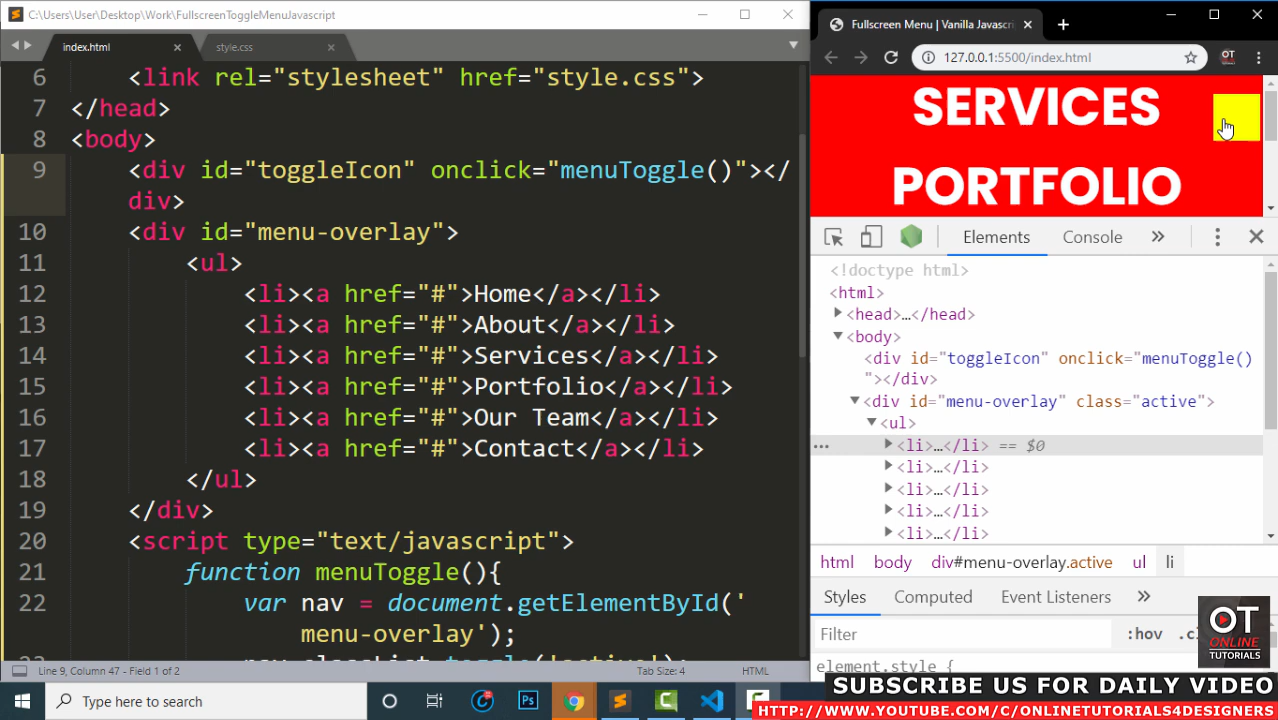 C:\Users\User\Desktop\Work\FullscreenToggleMenuJavascript
index.html
style.css
6 <link rel="stylesheet" href="style.css">
7 </head>
8 <body>
9 <div id="toggleIcon" onclick="menuToggle()"></
div>
10 <div id="menu-overlay">
11 <ul>
12 <li><a href="#">Home</a></li>
13 <li><a href="#">About</a></li>
14 <li><a href="#">Services</a></li>
15 <li><a href="#">Portfolio</a></li>
16 <li><a href="#">Our Team</a></li>
17 <li><a href="#">Contact</a></li>
18 </ul>
19 </div>
20 <script type="text/javascript">
21 function menuToggle(){
22 var nav = document.getElementById('
menu-overlay');
Line 9, Column 47 - Field 1 of 2
Tab Size: 4
HTML
Fullscreen Menu | Vanilla Javascri
127.0.0.1:5500/index.html
SERVICES
PORTFOLIO
Elements Console »
<!doctype html>
<html>
<head>…</head>
<body>
<div id="toggleIcon" onclick="menuToggle()
"></div>
<div id="menu-overlay" class="active">
<ul>
<li>…</li> == $0
<li>…</li>
<li>…</li>
<li>…</li>
<li>…</li>
html body div#menu-overlay.active ul li
Styles Computed Event Listeners »
Filter :hov
element.style {
OT
ONLINE
TUTORIALS
Type here to search
SUBSCRIBE US FOR DAILY VIDEO
HTTP://WWW.YOUTUBE.COM/C/ONLINETUTORIALS4DESIGNERS